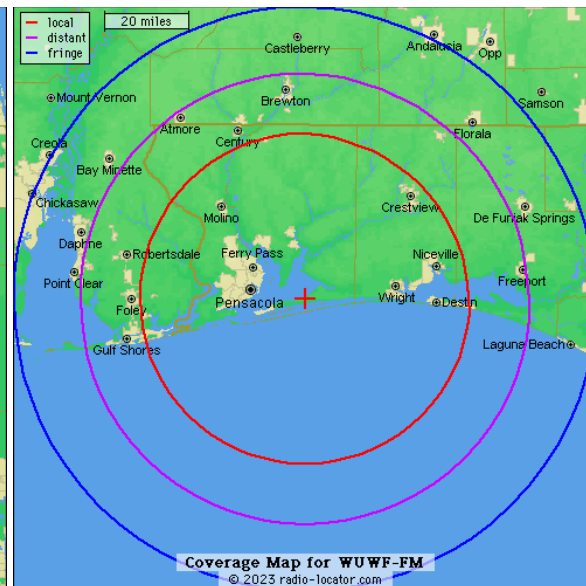 local
distant
fringe
20 miles
Castleberry
Andalusia
Opp
Mount Vernon
Brewton
Samson
Atmore
Century
Florala
Creola
Bay Minette
Chickasaw
Molino
Crestview
De Funiak Springs
Daphne
Robertsdale
Ferry Pass
Niceville
Point Clear
Pensacola
Wright
Destin
Freeport
Foley
Gulf Shores
Laguna Beach
Coverage Map for WUWF-FM
© 2023 radio-locator.com